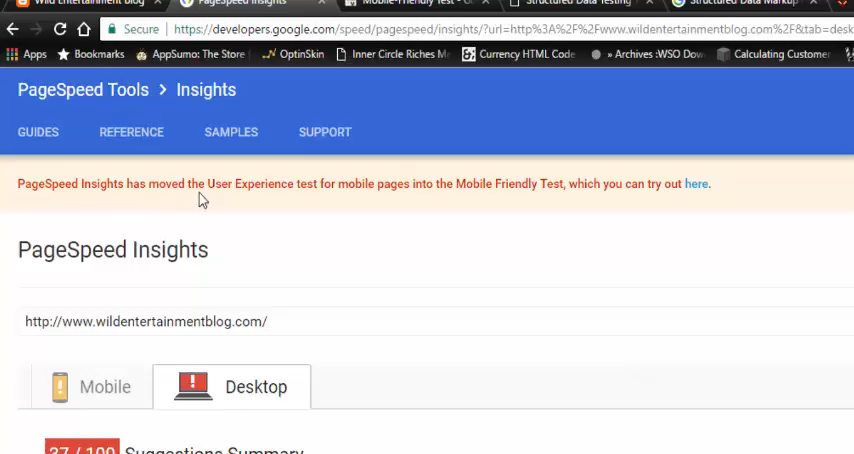 Wild Entertainment Blog
PageSpeed Insights
Mobile-Friendly Test - G
Structured Data Testing
Structured Data Markup
Secure
https://developers.google.com/speed/pagespeed/insights/?url=http%3A%2F%2Fwww.wildentertainmentblog.com%2F&tab=desk
Apps
Bookmarks
AppSumo: The Store
OptinSkin
Inner Circle Riches M
Currency HTML Code
» Archives :WSO Dow
Calculating Customer
PageSpeed Tools > Insights
GUIDES
REFERENCE
SAMPLES
SUPPORT
PageSpeed Insights has moved the User Experience test for mobile pages into the Mobile Friendly Test, which you can try out here.
PageSpeed Insights
http://www.wildentertainmentblog.com/
Mobile
Desktop
37 / 100 Suggestions Summary